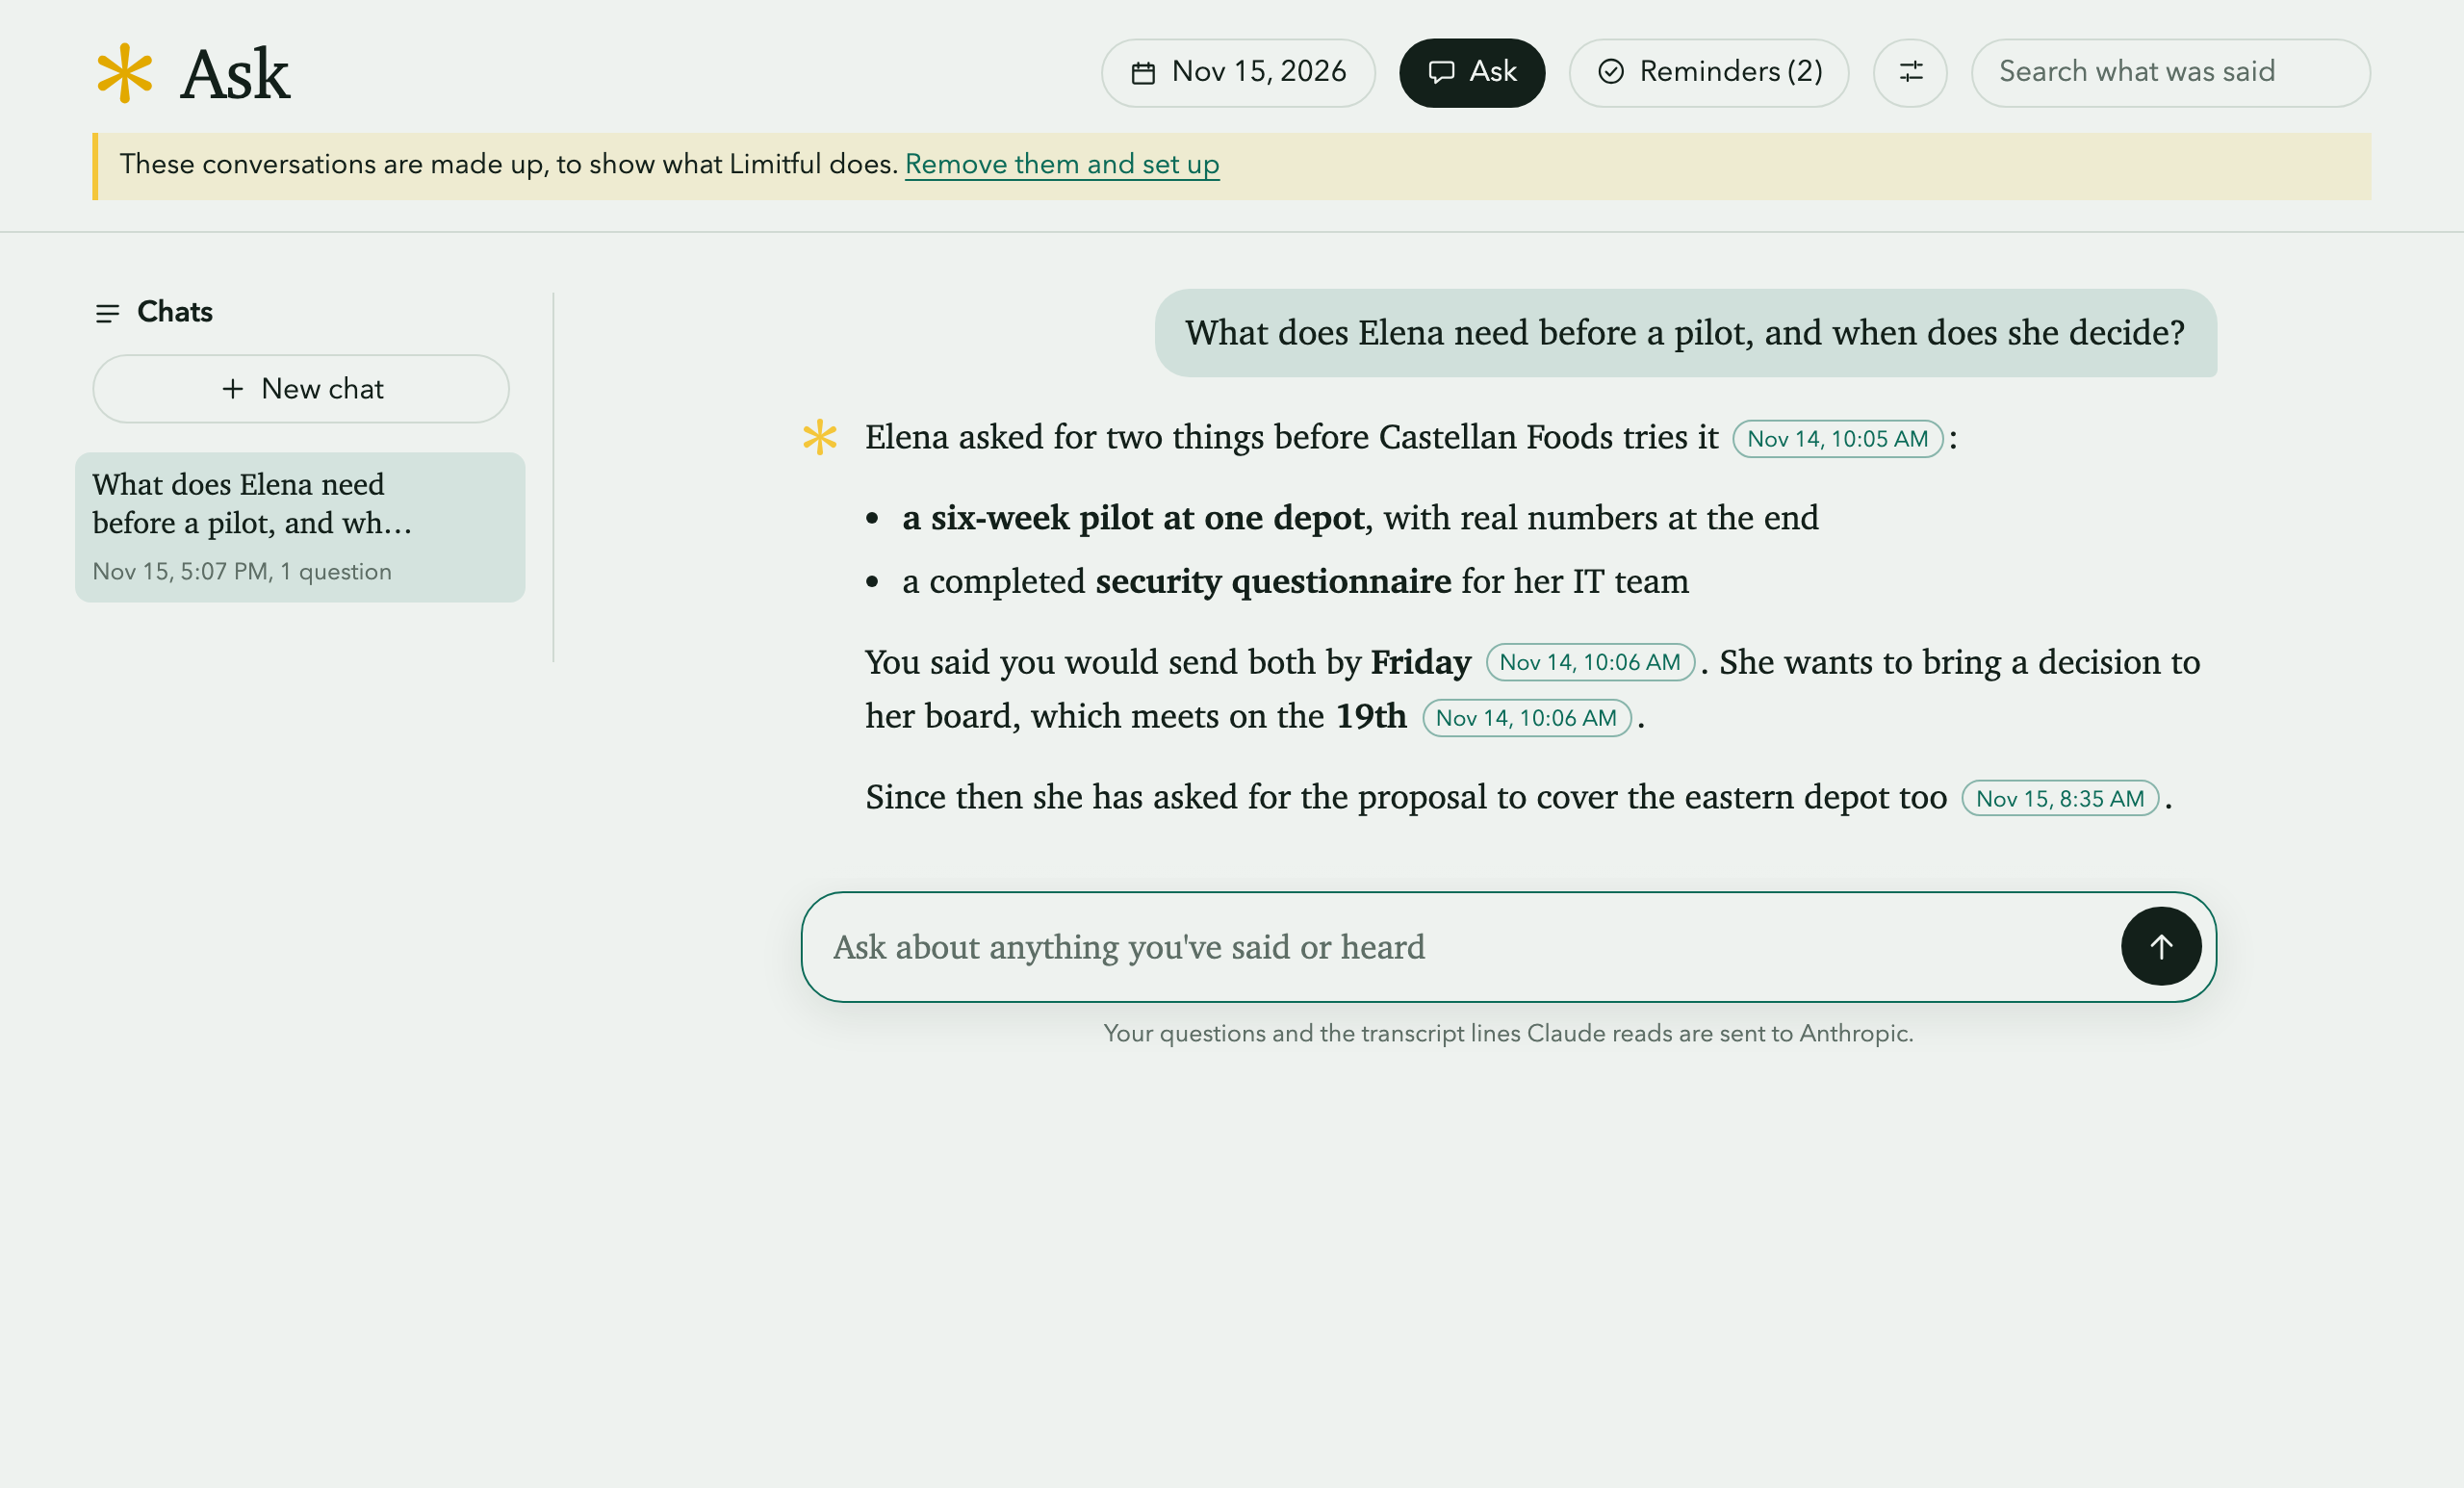 Ask
Nov 15, 2026
Ask
Reminders (2)
Search what was said
These conversations are made up, to show what Limitful does. Remove them and set up
Chats
+ New chat
What does Elena need
before a pilot, and wh…
Nov 15, 5:07 PM, 1 question
What does Elena need before a pilot, and when does she decide?
Elena asked for two things before Castellan Foods tries it Nov 14, 10:05 AM :
• a six-week pilot at one depot, with real numbers at the end
• a completed security questionnaire for her IT team
You said you would send both by Friday Nov 14, 10:06 AM . She wants to bring a decision to
her board, which meets on the 19th Nov 14, 10:06 AM .
Since then she has asked for the proposal to cover the eastern depot too Nov 15, 8:35 AM .
Ask about anything you've said or heard
Your questions and the transcript lines Claude reads are sent to Anthropic.